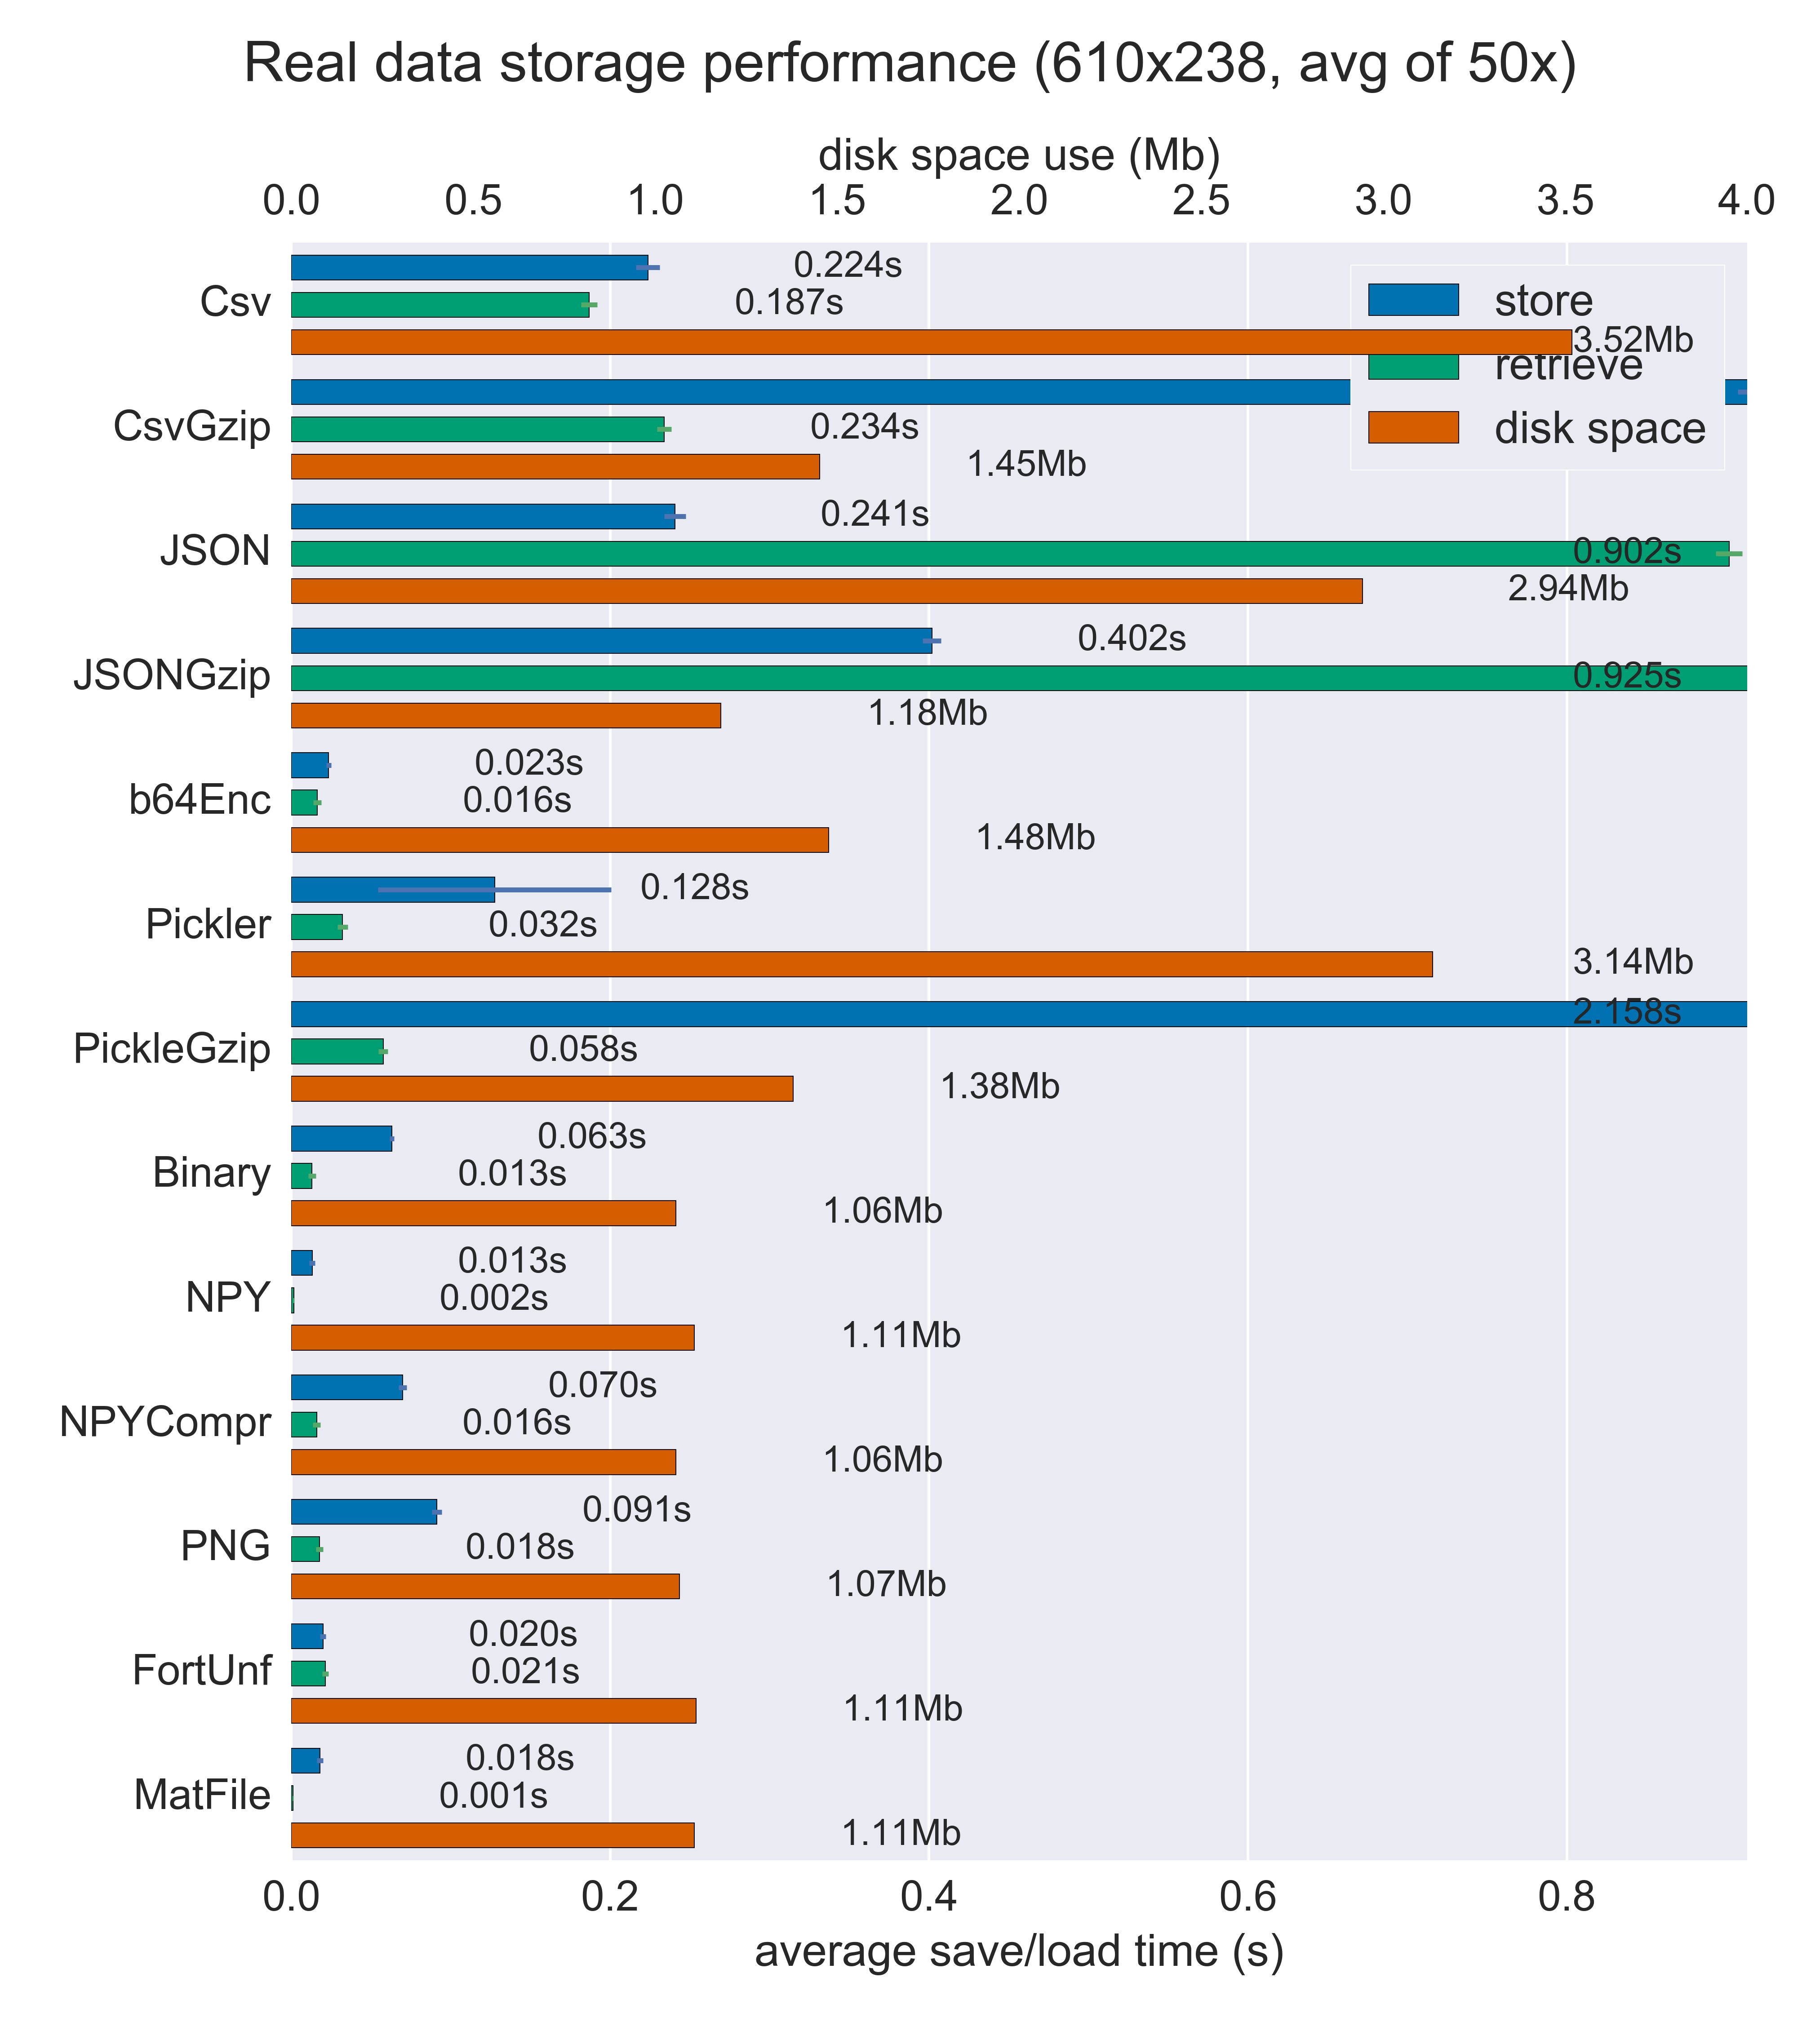 Real data storage performance (610x238, avg of 50x)
disk space use (Mb)
0.0 0.5 1.0 1.5 2.0 2.5 3.0 3.5 4.0
0.224s
Csv 0.187s
3.52Mb
store
retrieve
disk space
CsvGzip 0.234s
1.45Mb
0.241s
JSON 0.902s
2.94Mb
0.402s
JSONGzip 0.925s
1.18Mb
0.023s
b64Enc 0.016s
1.48Mb
0.128s
Pickler 0.032s
3.14Mb
2.158s
PickleGzip 0.058s
1.38Mb
0.063s
Binary 0.013s
1.06Mb
0.013s
NPY 0.002s
1.11Mb
0.070s
NPYCompr 0.016s
1.06Mb
0.091s
PNG 0.018s
1.07Mb
0.020s
FortUnf 0.021s
1.11Mb
0.018s
MatFile 0.001s
1.11Mb
0.0 0.2 0.4 0.6 0.8
average save/load time (s)